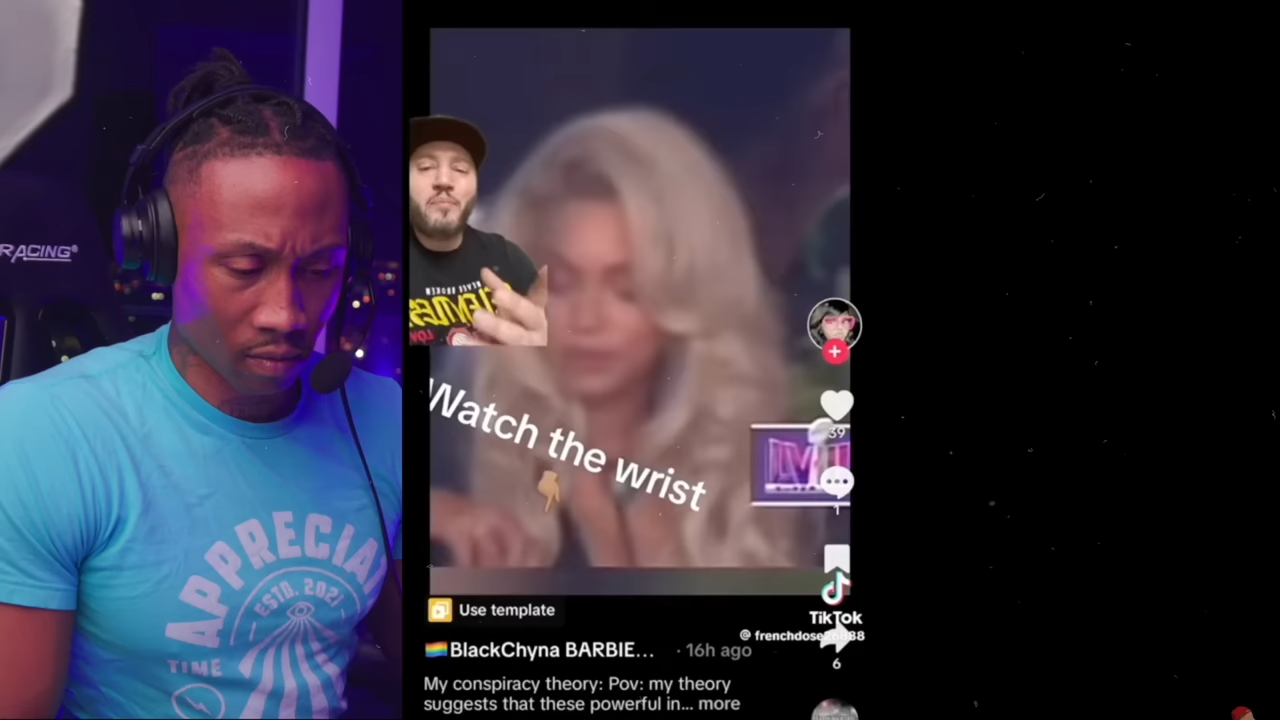 RACING®
APPRECIAT
ESTD. 2021
TIME
Watch the wrist
39
1
Use template
TikTok
BlackChyna BARBIE... · 16h ago
6
My conspiracy theory: Pov: my theory
suggests that these powerful in... more